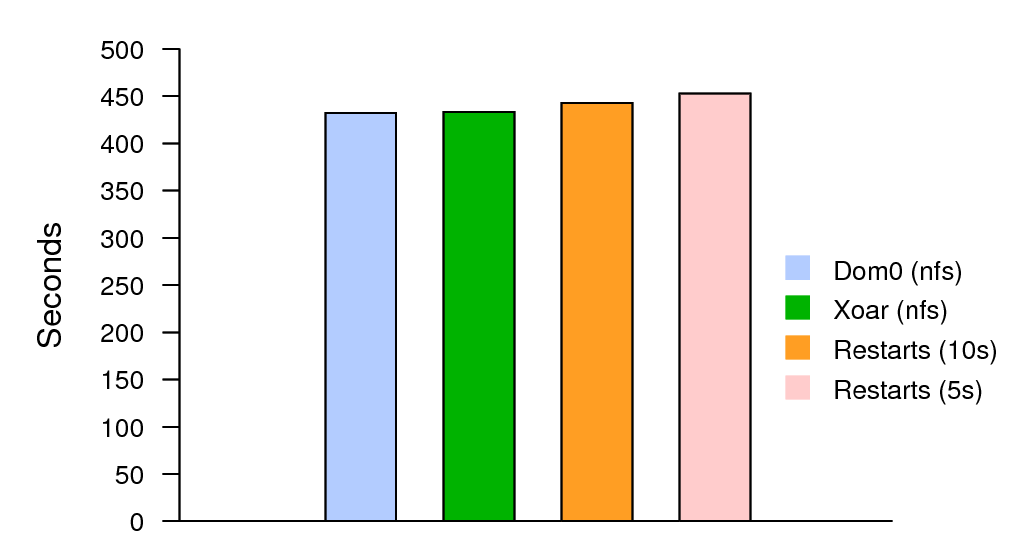 500
450
400
350
300
250
200
150
100
50
0
Seconds
Dom0 (nfs)
Xoar (nfs)
Restarts (10s)
Restarts (5s)